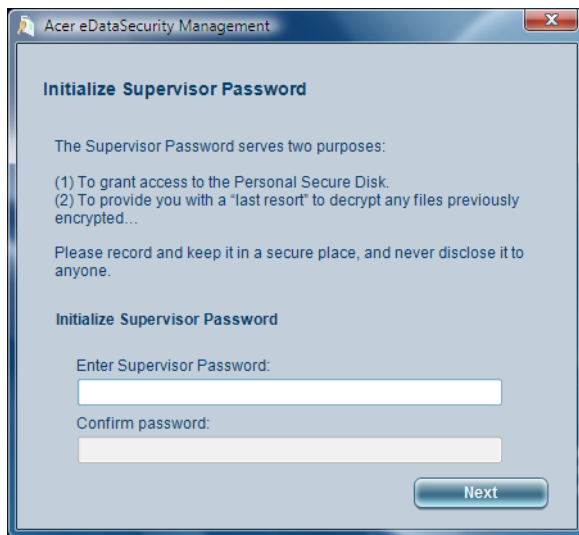 Acer eDataSecurity Management
Initialize Supervisor Password
The Supervisor Password serves two purposes:
(1) To grant access to the Personal Secure Disk.
(2) To provide you with a “last resort” to decrypt any files previously
encrypted...
Please record and keep it in a secure place, and never disclose it to
anyone.
Initialize Supervisor Password
Enter Supervisor Password:
Confirm password:
Next